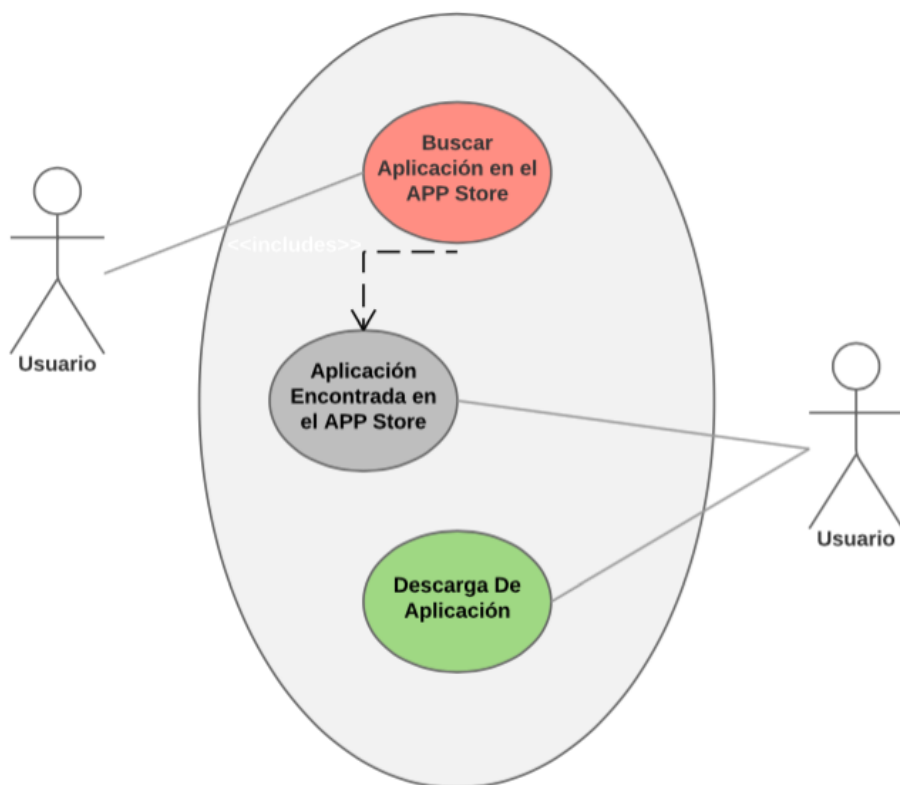 Buscar
Aplicación en el
APP Store
<<includes>>
Usuario
Aplicación
Encontrada en
el APP Store
Usuario
Descarga De
Aplicación